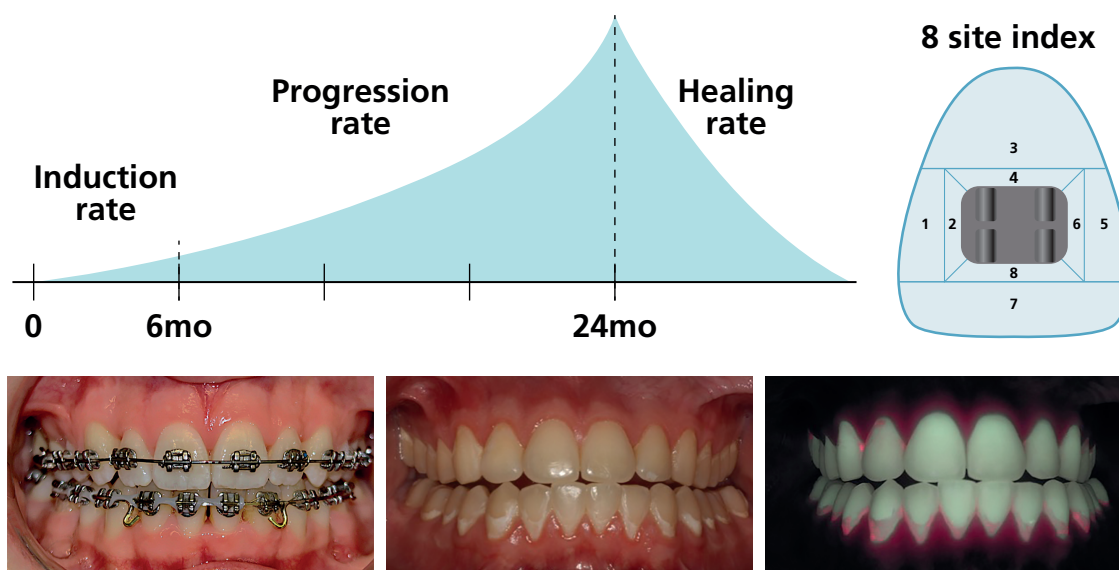 Induction
rate
Progression
rate
Healing
rate
0
6mo
24mo
8 site index
3
4
1
2
6
5
8
7